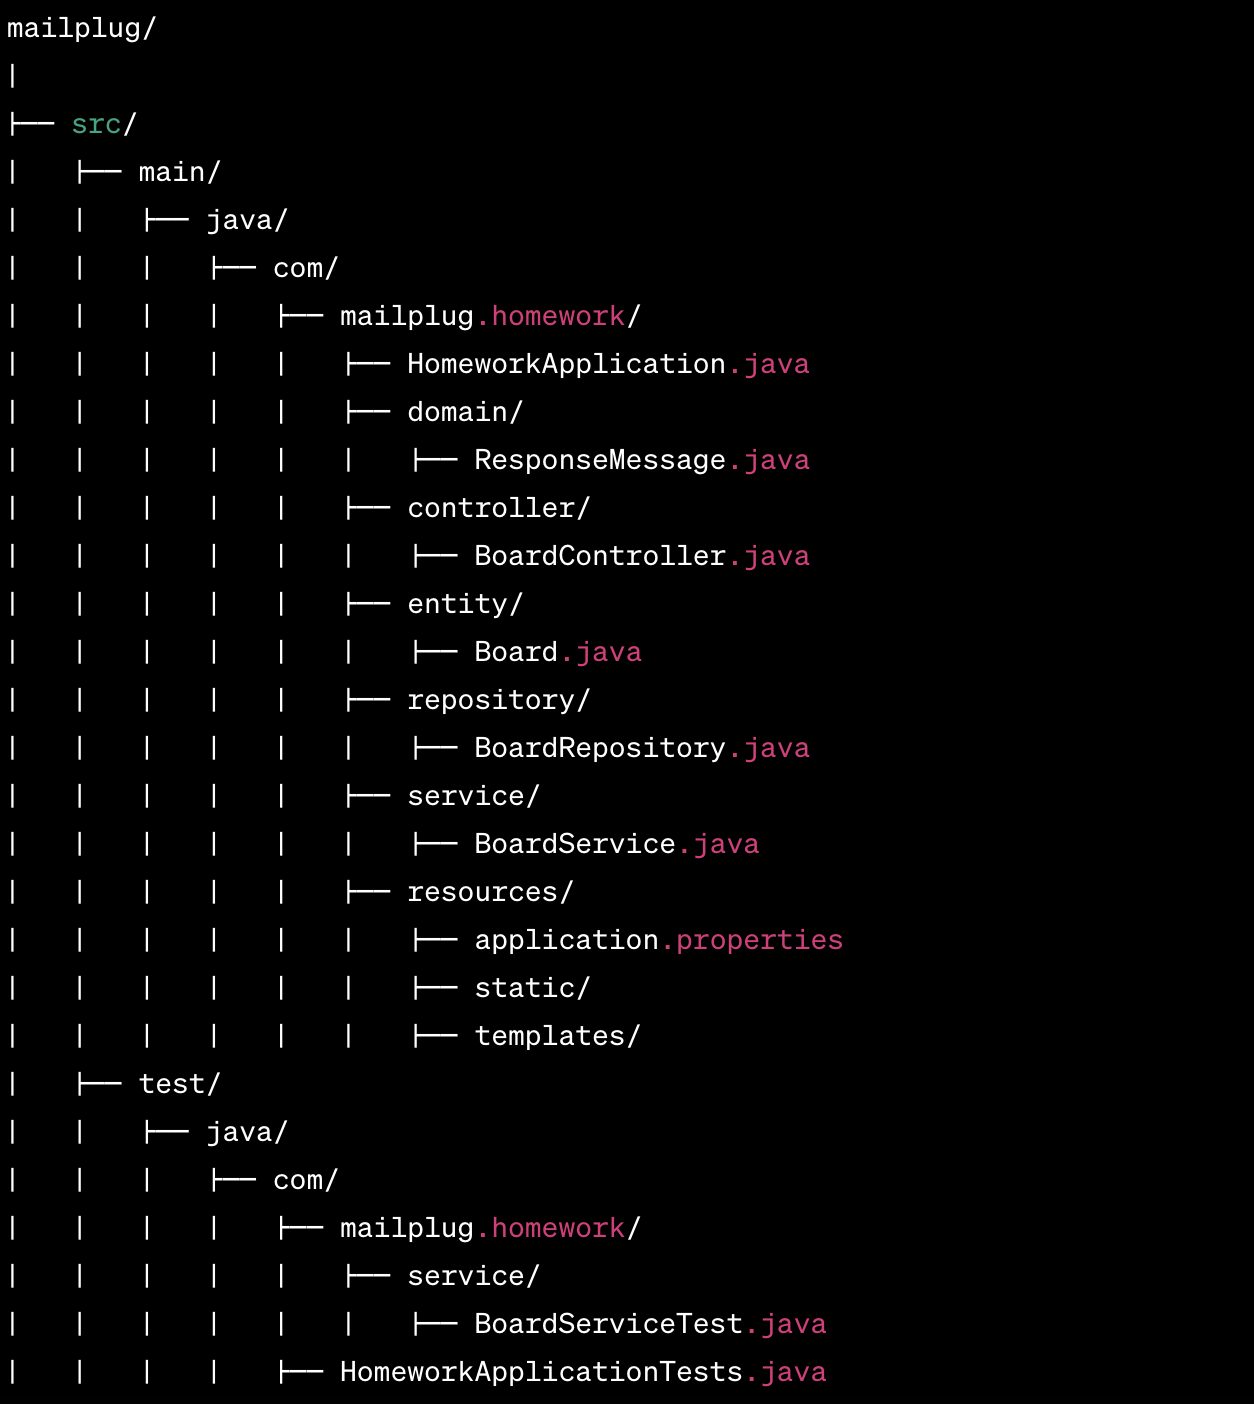 mailplug/
|
├── src/
|   ├── main/
|   |   ├── java/
|   |   |   ├── com/
|   |   |   |   ├── mailplug.homework/
|   |   |   |   |   ├── HomeworkApplication.java
|   |   |   |   |   ├── domain/
|   |   |   |   |   |   ├── ResponseMessage.java
|   |   |   |   |   ├── controller/
|   |   |   |   |   |   ├── BoardController.java
|   |   |   |   |   ├── entity/
|   |   |   |   |   |   ├── Board.java
|   |   |   |   |   ├── repository/
|   |   |   |   |   |   ├── BoardRepository.java
|   |   |   |   |   ├── service/
|   |   |   |   |   |   ├── BoardService.java
|   |   |   |   |   ├── resources/
|   |   |   |   |   |   ├── application.properties
|   |   |   |   |   |   ├── static/
|   |   |   |   |   |   ├── templates/
|   ├── test/
|   |   ├── java/
|   |   |   ├── com/
|   |   |   |   ├── mailplug.homework/
|   |   |   |   |   ├── service/
|   |   |   |   |   |   ├── BoardServiceTest.java
|   |   |   |   ├── HomeworkApplicationTests.java